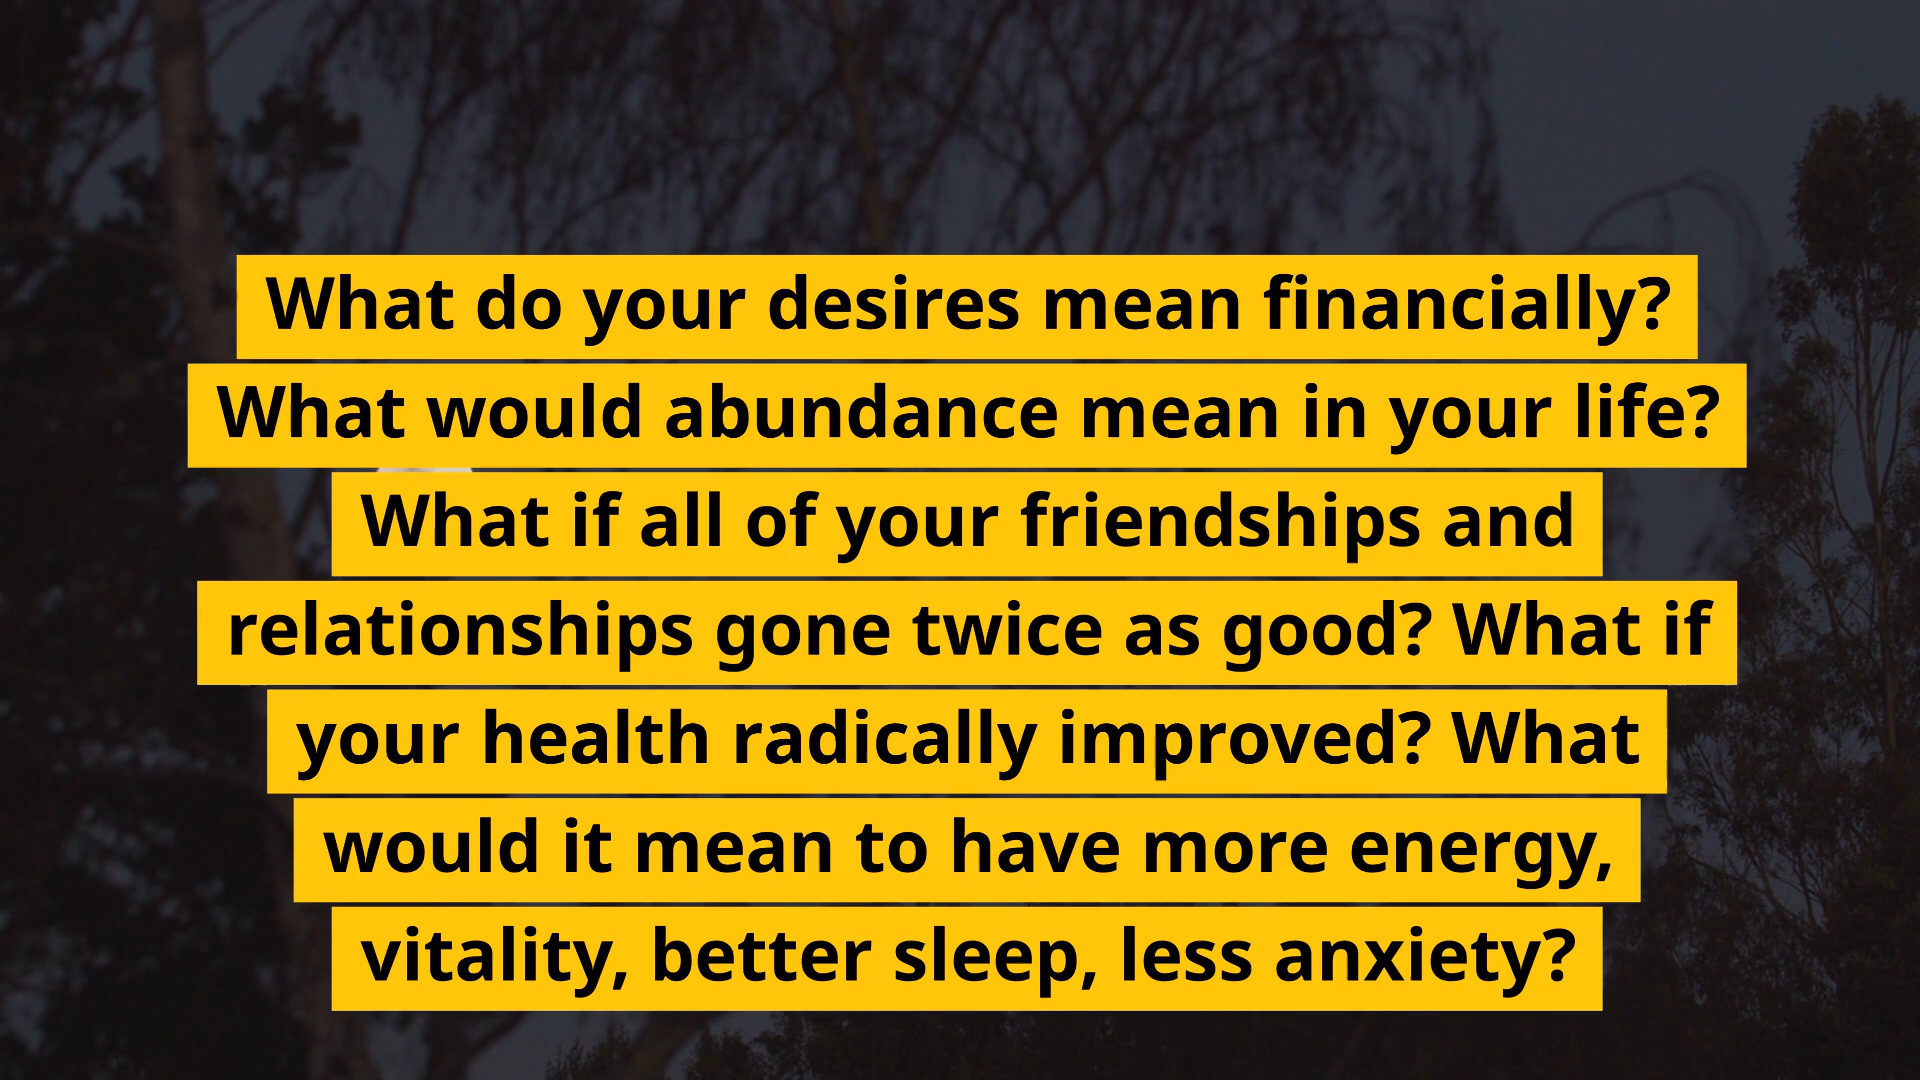 What do your desires mean financially?
What would abundance mean in your life?
What if all of your friendships and
relationships gone twice as good? What if
your health radically improved? What
would it mean to have more energy,
vitality, better sleep, less anxiety?